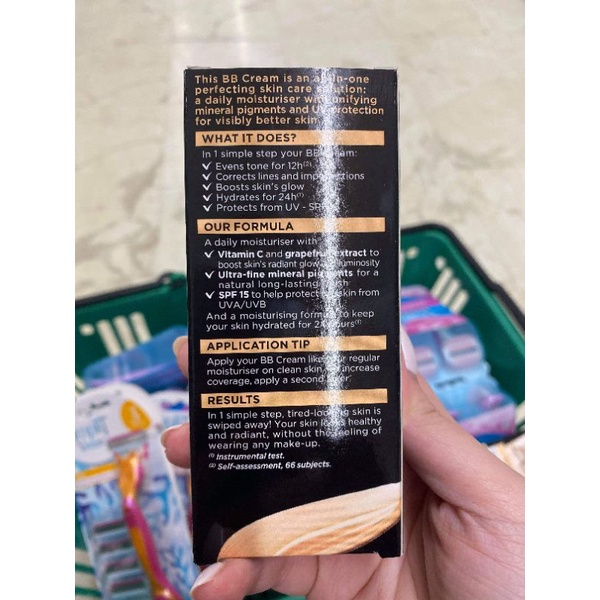 This BB Cream is an all-in-one
perfecting skin care solution:
a daily moisturiser with unifying
mineral pigments and UV protection
for visibly better skin.
WHAT IT DOES?
In 1 simple step your BB Cream:
✓ Evens tone for 12h(2)
✓ Corrects lines and imperfections
✓ Boosts skin's glow
✓ Hydrates for 24h(1)
✓ Protects from UV - SPF
OUR FORMULA
A daily moisturiser with
✓ Vitamin C and grapefruit extract to
boost skin's radiant glow luminosity
✓ Ultra-fine mineral pigments for a
natural long-lasting finish
✓ SPF 15 to help protect skin from
UVA/UVB
And a moisturising formula to keep
your skin hydrated for 24 hours(1)
APPLICATION TIP
Apply your BB Cream like your regular
moisturiser on clean skin. increase
coverage, apply a second layer.
RESULTS
In 1 simple step, tired-looking skin is
swiped away! Your skin looks healthy
and radiant, without the feeling of
wearing any make-up.
(1) Instrumental test.
(2) Self-assessment, 66 subjects.